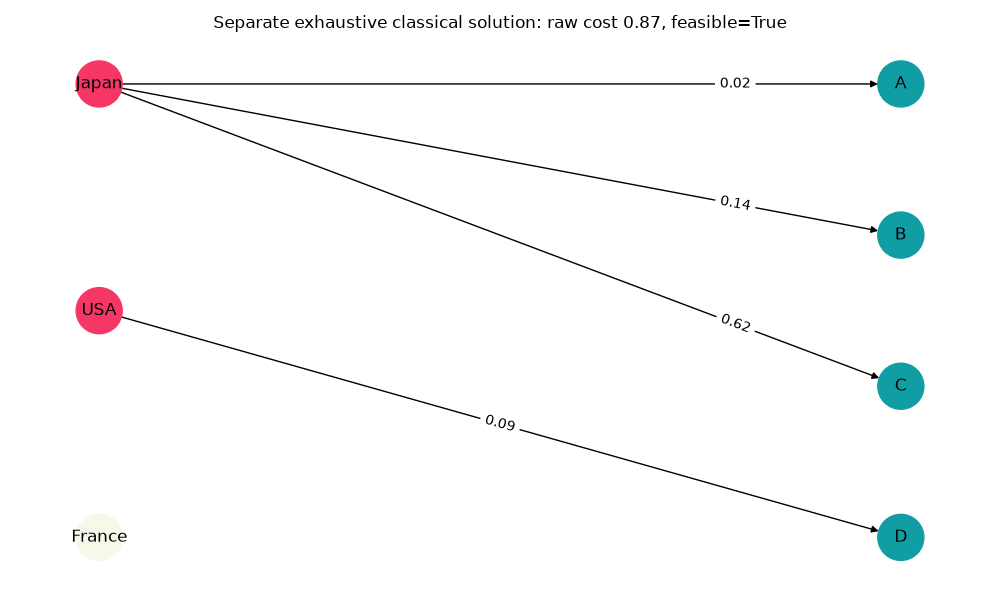 Separate exhaustive classical solution: raw cost 0.87, feasible=True
Japan
0.02
A
0.14
B
USA
0.62
C
0.09
France
D